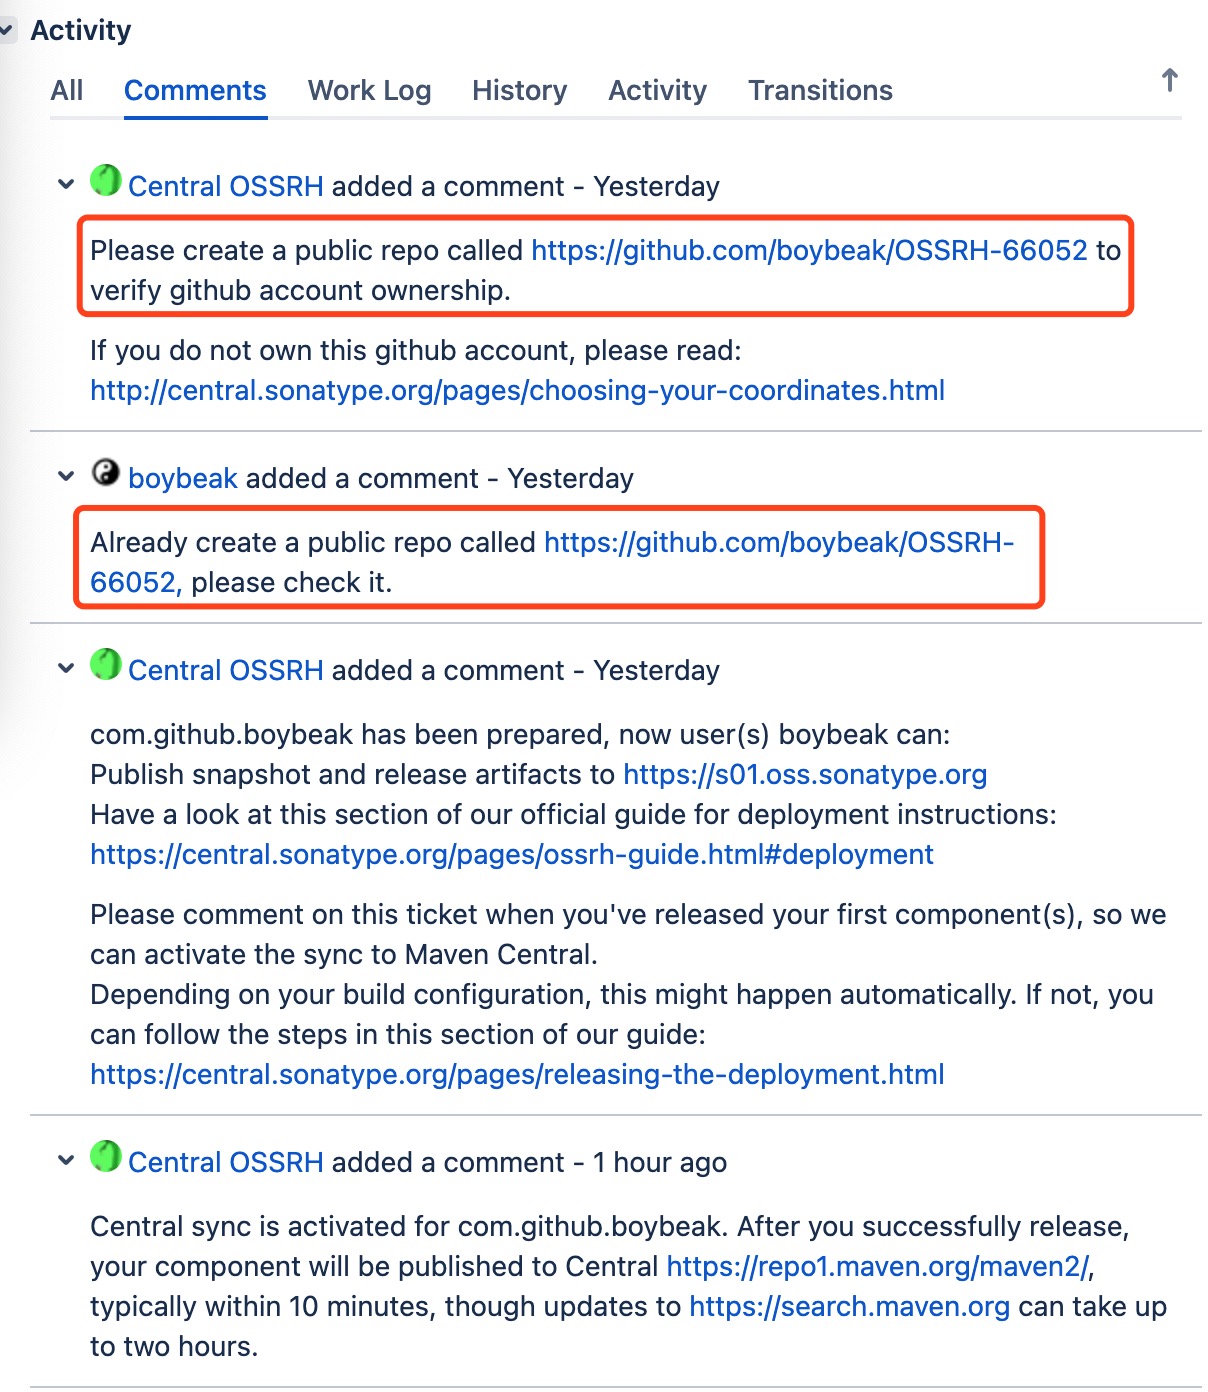 Activity
All Comments Work Log History Activity Transitions
Central OSSRH added a comment - Yesterday
Please create a public repo called https://github.com/boybeak/OSSRH-66052 to
verify github account ownership.
If you do not own this github account, please read:
http://central.sonatype.org/pages/choosing-your-coordinates.html
boybeak added a comment - Yesterday
Already create a public repo called https://github.com/boybeak/OSSRH-
66052, please check it.
Central OSSRH added a comment - Yesterday
com.github.boybeak has been prepared, now user(s) boybeak can:
Publish snapshot and release artifacts to https://s01.oss.sonatype.org
Have a look at this section of our official guide for deployment instructions:
https://central.sonatype.org/pages/ossrh-guide.html#deployment
Please comment on this ticket when you've released your first component(s), so we
can activate the sync to Maven Central.
Depending on your build configuration, this might happen automatically. If not, you
can follow the steps in this section of our guide:
https://central.sonatype.org/pages/releasing-the-deployment.html
Central OSSRH added a comment - 1 hour ago
Central sync is activated for com.github.boybeak. After you successfully release,
your component will be published to Central https://repo1.maven.org/maven2/,
typically within 10 minutes, though updates to https://search.maven.org can take up
to two hours.